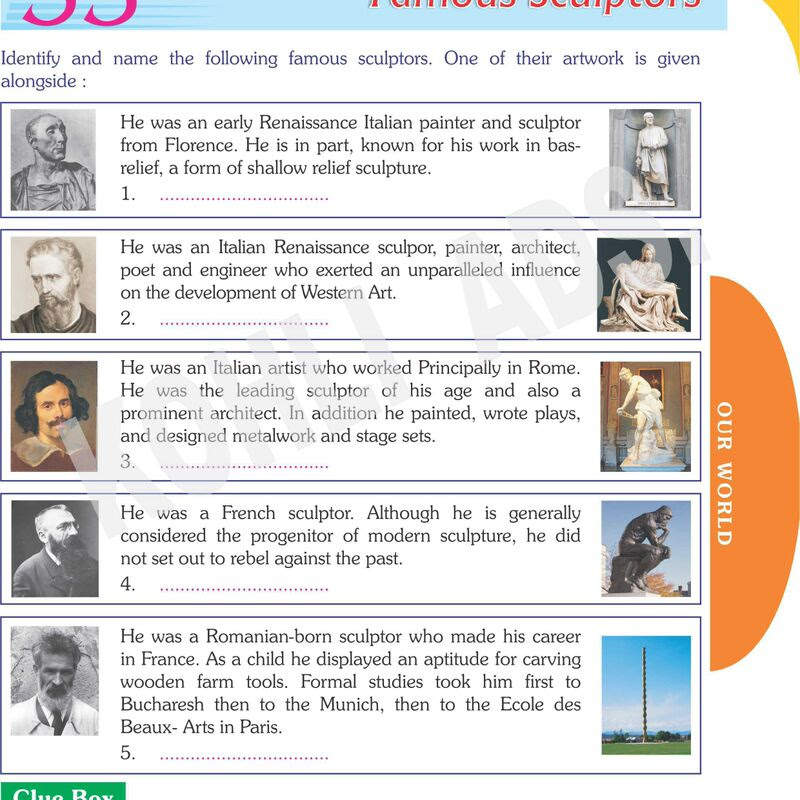 33
Famous Sculptors
Identify and name the following famous sculptors. One of their artwork is given
alongside :
He was an early Renaissance Italian painter and sculptor
from Florence. He is in part, known for his work in bas-
relief, a form of shallow relief sculpture.
1. ..................................
He was an Italian Renaissance sculpor, painter, architect,
poet and engineer who exerted an unparalleled influence
on the development of Western Art.
2. ..................................
He was an Italian artist who worked Principally in Rome.
He was the leading sculptor of his age and also a
prominent architect. In addition he painted, wrote plays,
and designed metalwork and stage sets.
3. ..................................
He was a French sculptor. Although he is generally
considered the progenitor of modern sculpture, he did
not set out to rebel against the past.
4. ..................................
He was a Romanian-born sculptor who made his career
in France. As a child he displayed an aptitude for carving
wooden farm tools. Formal studies took him first to
Bucharesh then to the Munich, then to the Ecole des
Beaux- Arts in Paris.
5. ..................................
OUR WORLD
Clue Box
KOHLI ADS.